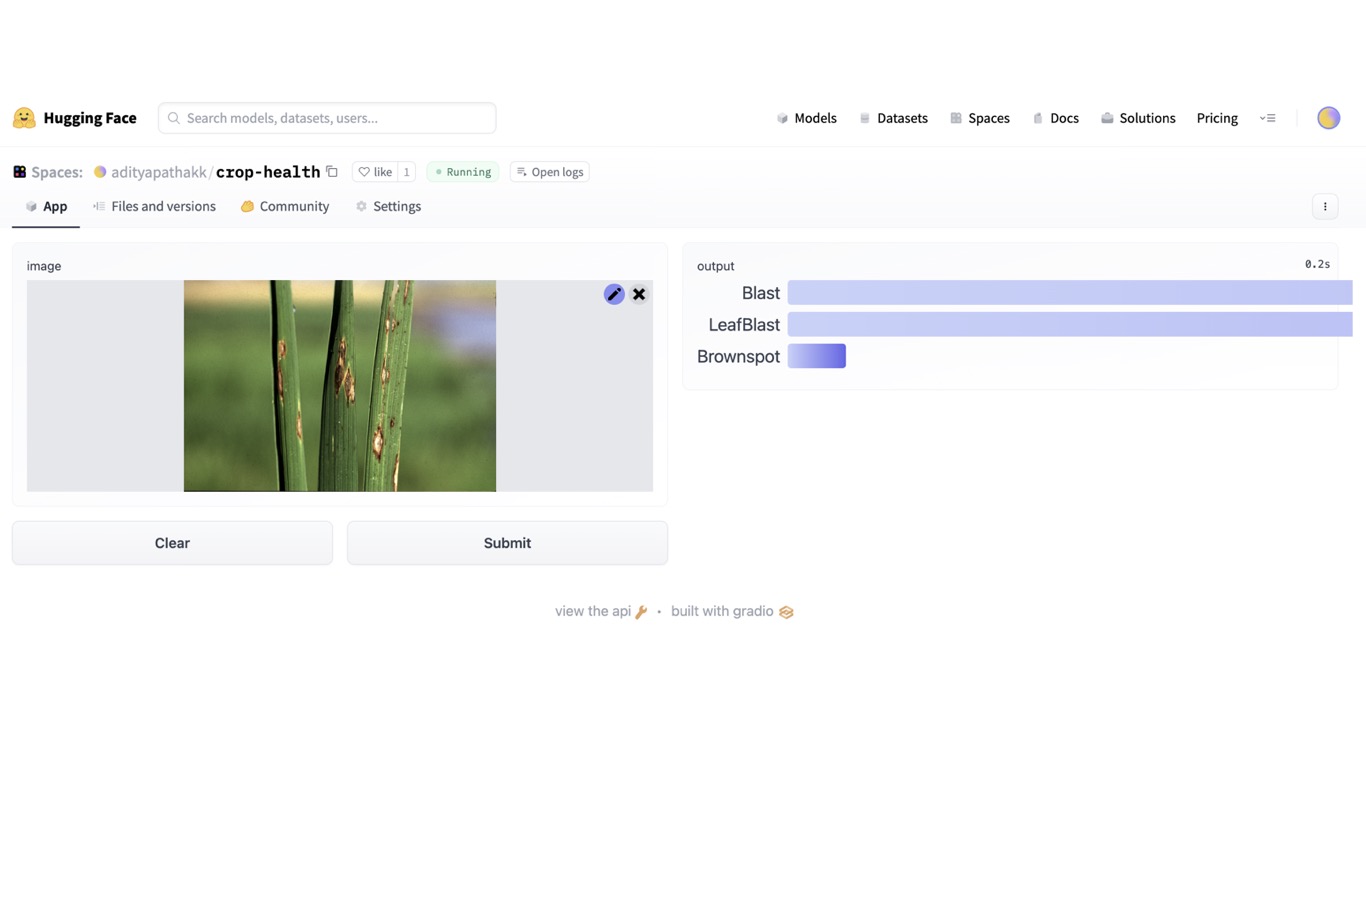 Hugging Face
Search models, datasets, users...
Models
Datasets
Spaces
Docs
Solutions
Pricing
Spaces: adityapathakk/crop-health
like 1
Running
Open logs
App
Files and versions
Community
Settings
image
Clear
Submit
output
0.2s
Blast
LeafBlast
Brownspot
view the api • built with gradio